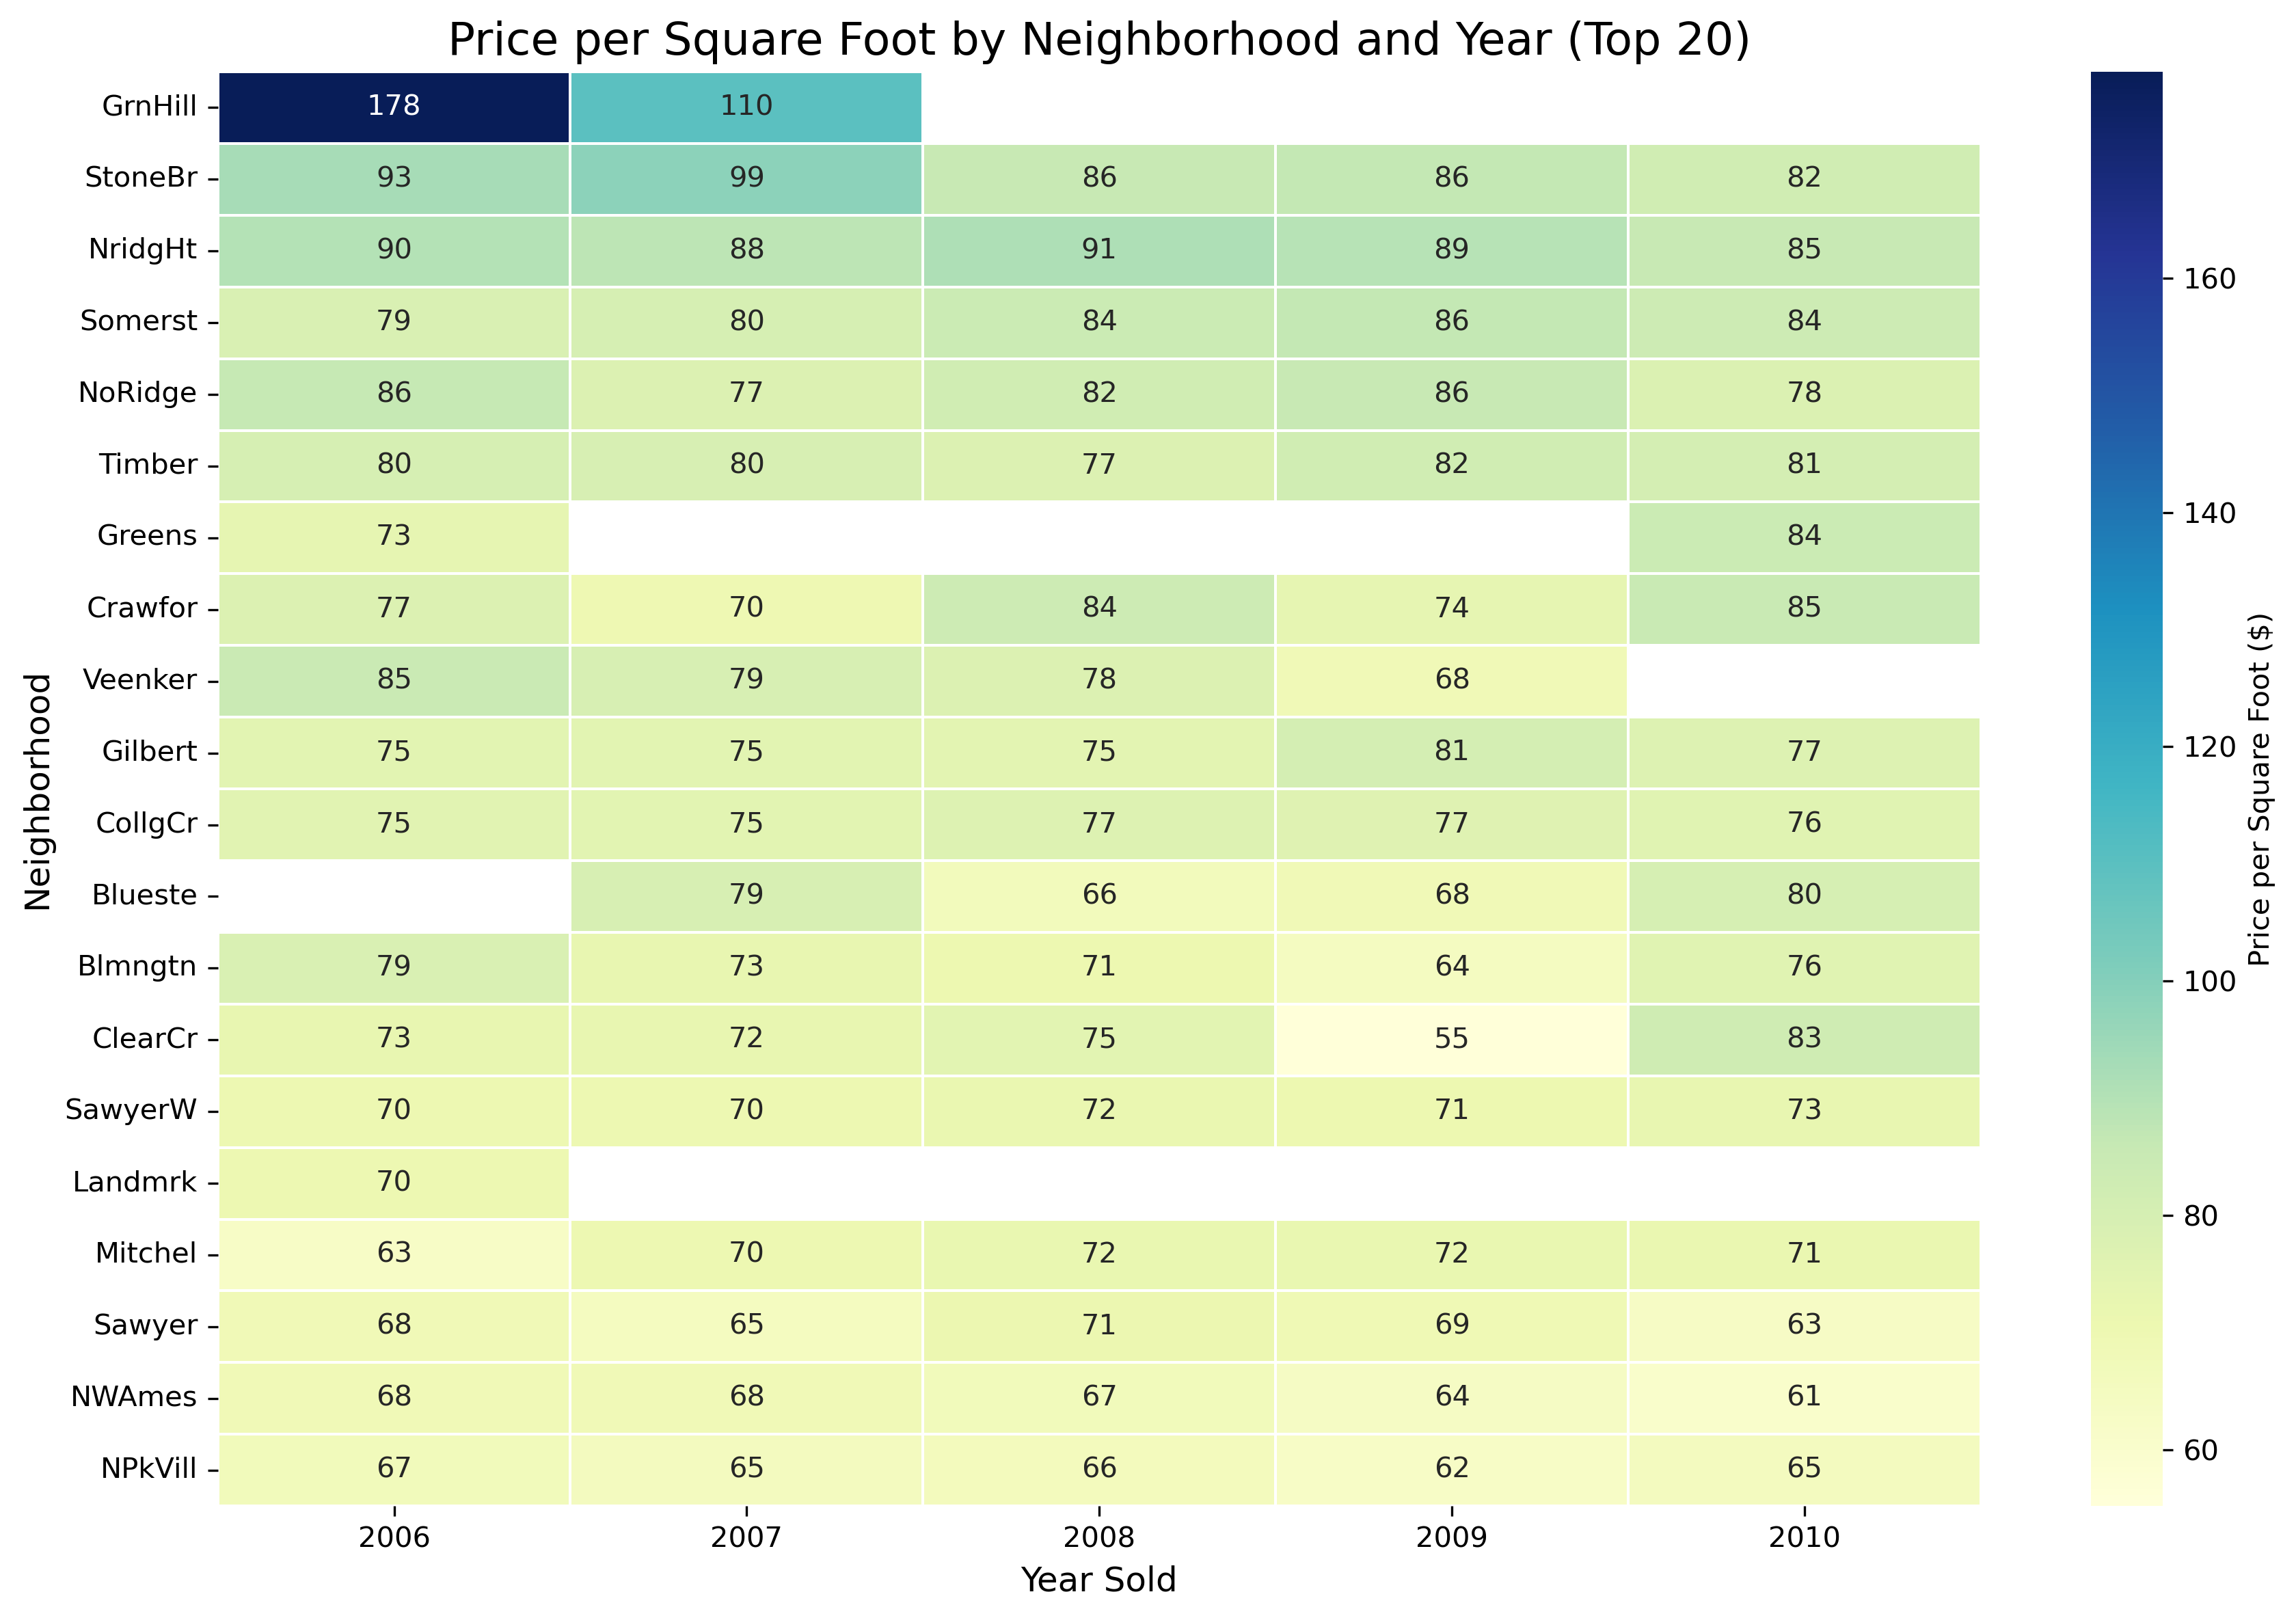 Price per Square Foot by Neighborhood and Year (Top 20)
GrnHill 178 110
StoneBr 93 99 86 86 82
NridgHt 90 88 91 89 85
Somerst 79 80 84 86 84
NoRidge 86 77 82 86 78
Timber 80 80 77 82 81
Greens 73 84
Crawfor 77 70 84 74 85
Veenker 85 79 78 68
Gilbert 75 75 75 81 77
CollgCr 75 75 77 77 76
Blueste 79 66 68 80
Blmngtn 79 73 71 64 76
ClearCr 73 72 75 55 83
SawyerW 70 70 72 71 73
Landmrk 70
Mitchel 63 70 72 72 71
Sawyer 68 65 71 69 63
NWAmes 68 68 67 64 61
NPkVill 67 65 66 62 65
2006 2007 2008 2009 2010
Year Sold
Neighborhood
160
140
120
100
80
60
Price per Square Foot ($)